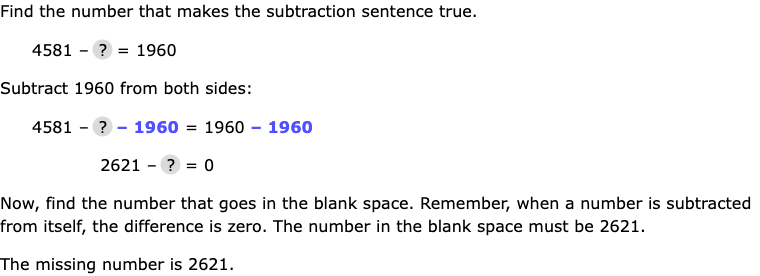 Find the number that makes the subtraction sentence true.
4581 – ? = 1960
Subtract 1960 from both sides:
4581 – ? – 1960 = 1960 – 1960
2621 – ? = 0
Now, find the number that goes in the blank space. Remember, when a number is subtracted
from itself, the difference is zero. The number in the blank space must be 2621.
The missing number is 2621.